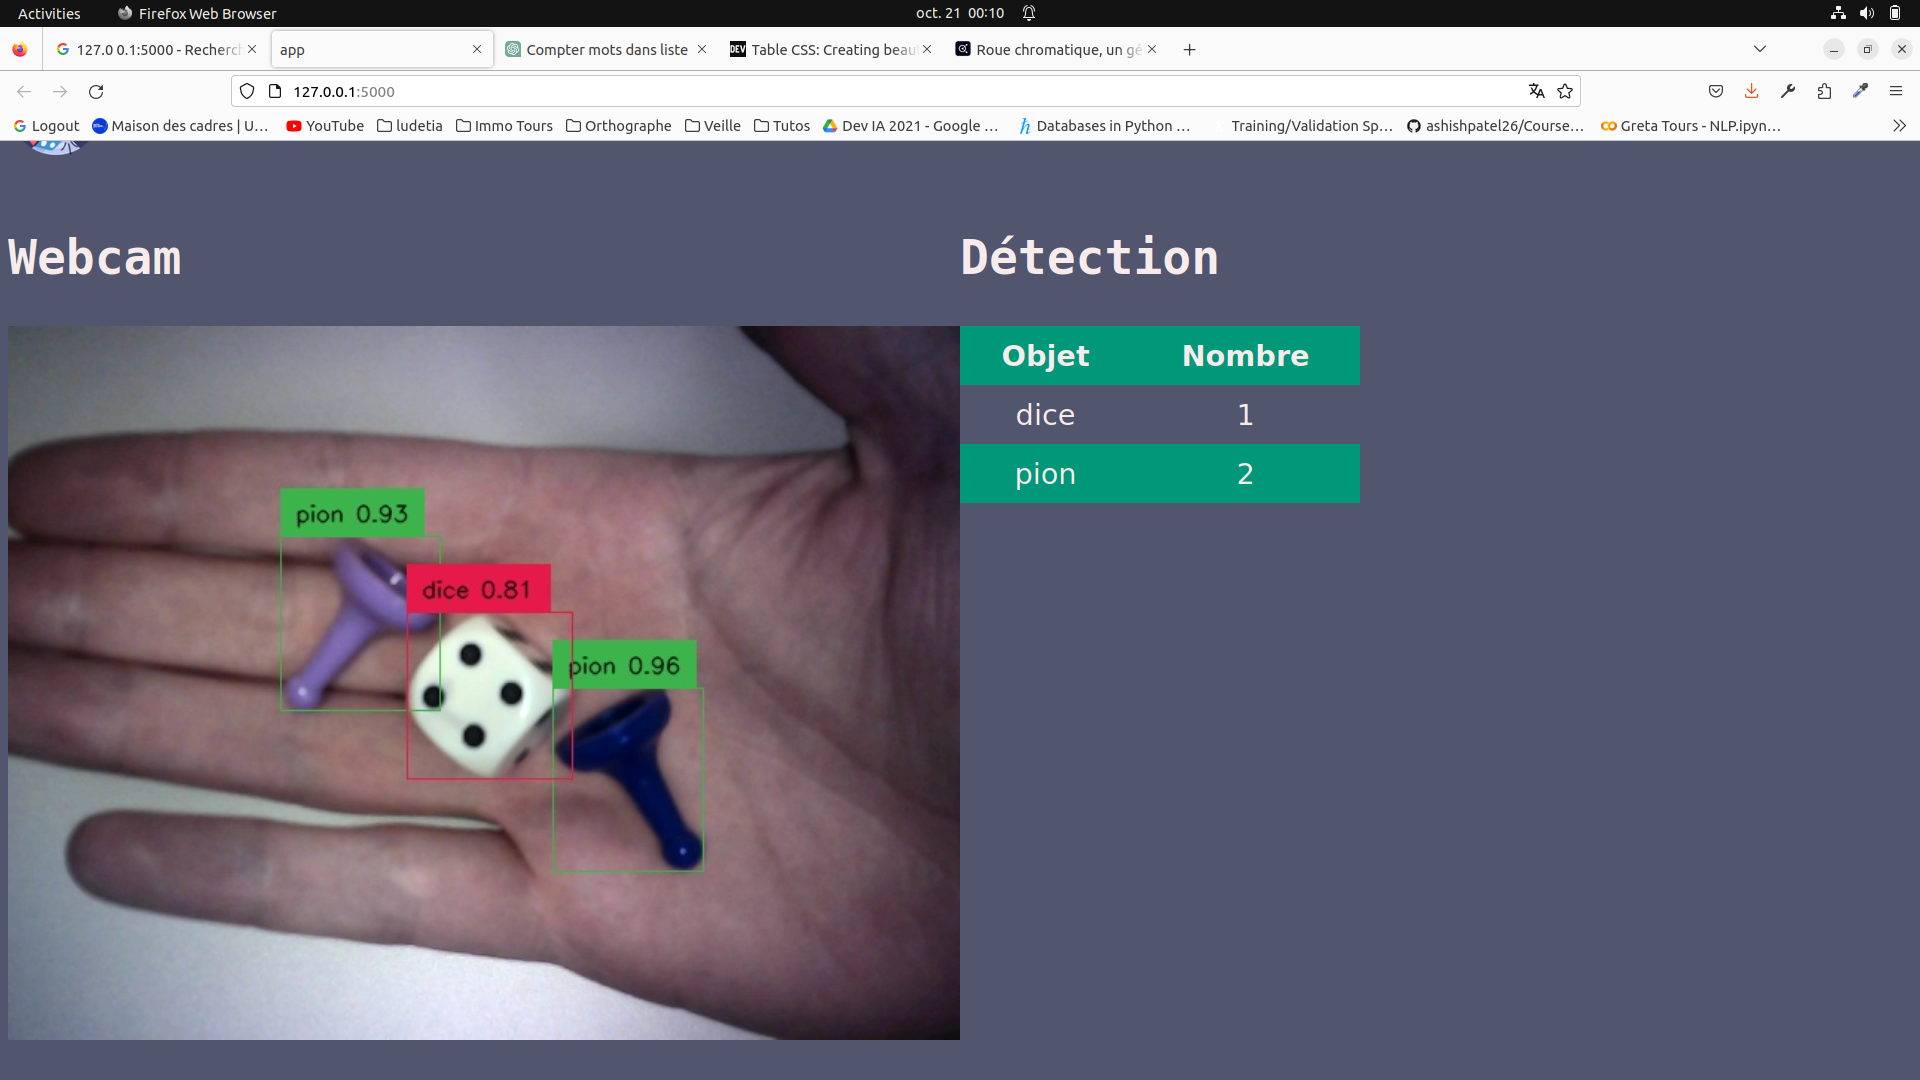 Activities Firefox Web Browser oct. 21 00:10
127.0 0.1:5000 - Recherch app Compter mots dans liste DEV Table CSS: Creating beau Roue chromatique, un gé
127.0.0.1:5000
Logout Maison des cadres | U… YouTube ludetia Immo Tours Orthographe Veille Tutos Dev IA 2021 - Google … Databases in Python … Training/Validation Sp… ashishpatel26/Course… Greta Tours - NLP.ipyn…
Webcam
Détection
Objet Nombre
dice 1
pion 2
pion 0.93
dice 0.81
pion 0.96